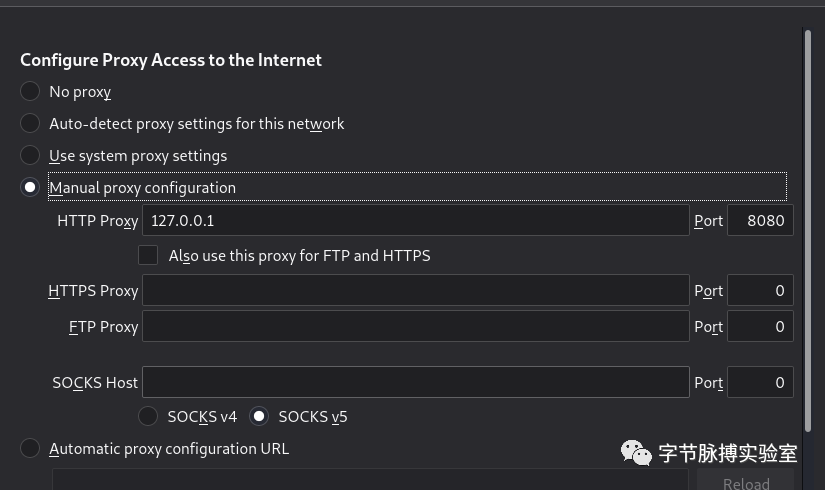 Configure Proxy Access to the Internet
No proxy
Auto-detect proxy settings for this network
Use system proxy settings
Manual proxy configuration
HTTP Proxy 127.0.0.1 Port 8080
Also use this proxy for FTP and HTTPS
HTTPS Proxy Port 0
FTP Proxy Port 0
SOCKS Host Port 0
SOCKS v4 SOCKS v5
Automatic proxy configuration URL
字节脉搏实验室
Reload